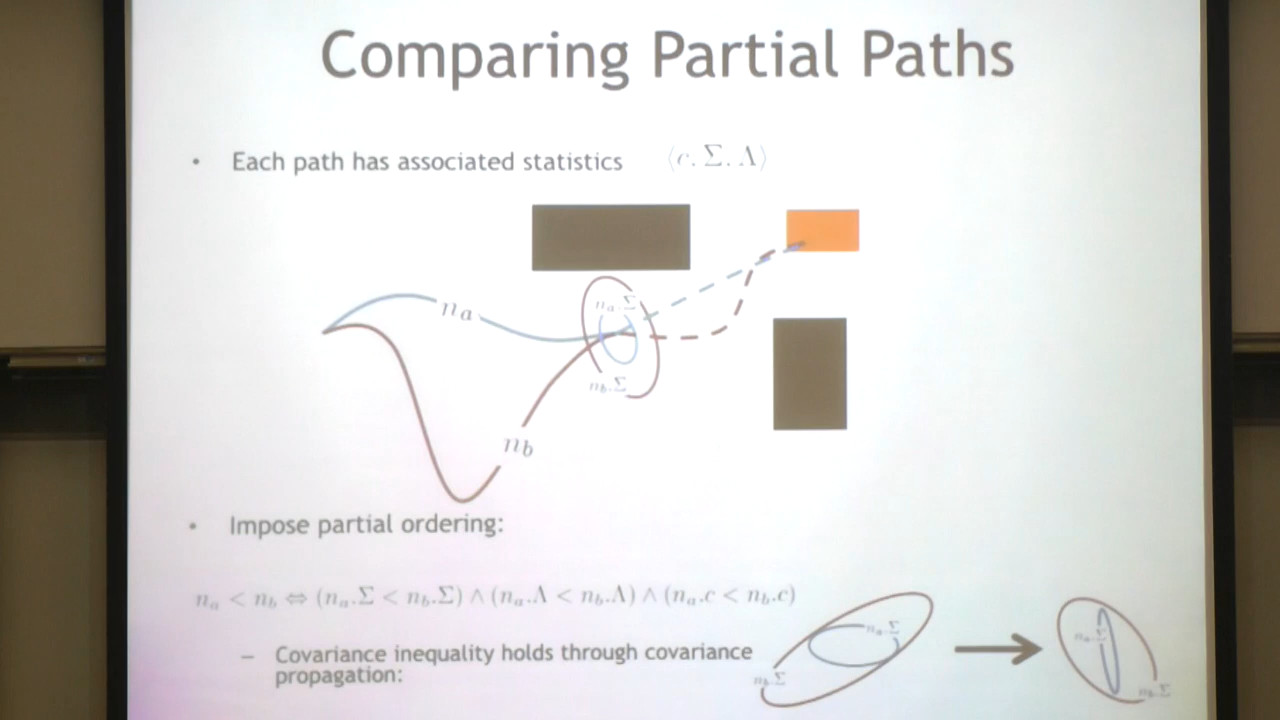 Comparing Partial Paths
• Each path has associated statistics ⟨c, Σ, Λ⟩
n_a
n_a.Σ
n_b.Σ
n_b
• Impose partial ordering:
n_a < n_b ⇔ (n_a.Σ < n_b.Σ) ∧ (n_a.Λ < n_b.Λ) ∧ (n_a.c < n_b.c)
– Covariance inequality holds through covariance
propagation:
n_a.Σ
n_b.Σ
n_a.Σ
n_b.Σ